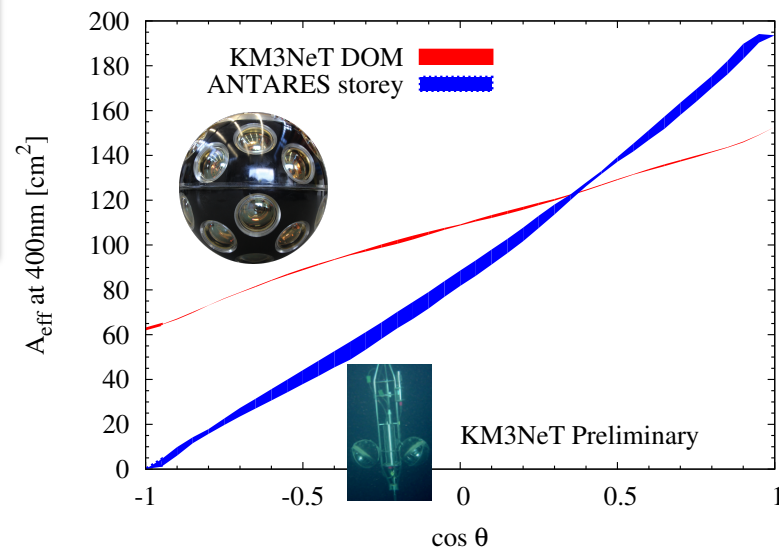 200
180
160
140
120
100
80
60
40
20
0
A_eff at 400nm [cm^2]
KM3NeT DOM
ANTARES storey
KM3NeT Preliminary
-1 -0.5 0 0.5 1
cos θ